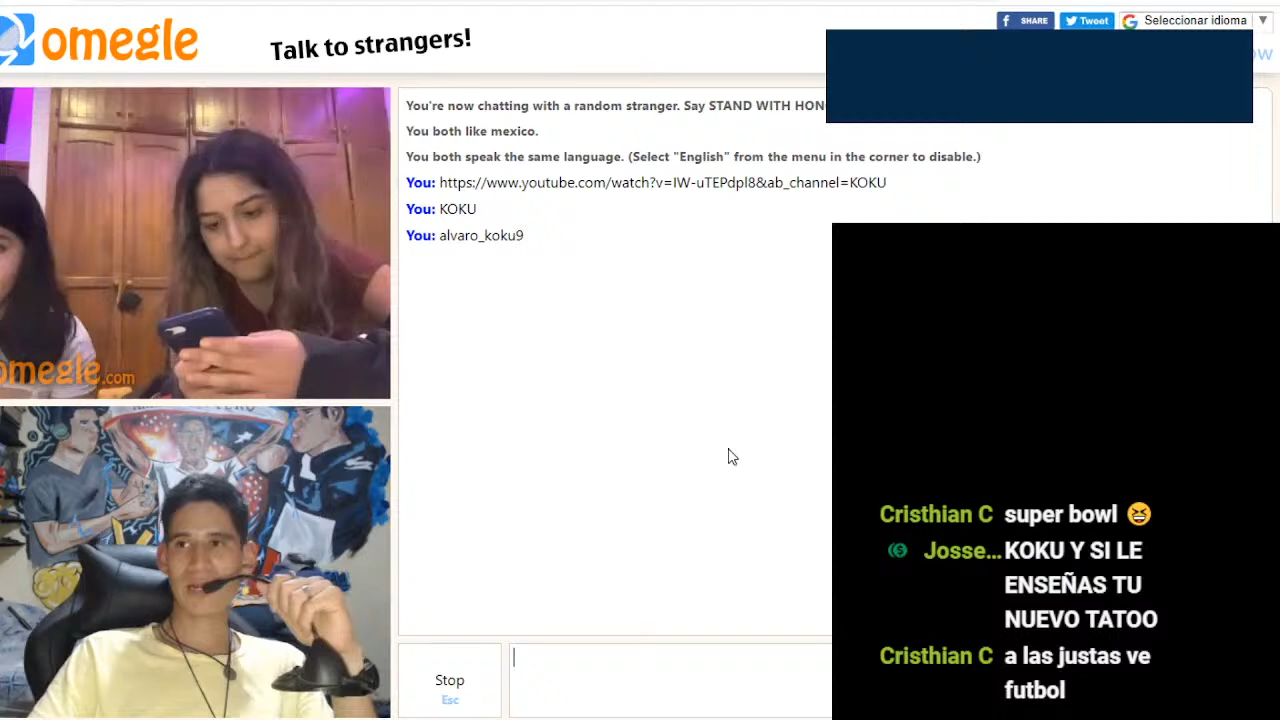 omegle
Talk to strangers!
SHARE
Tweet
Seleccionar idioma
You're now chatting with a random stranger. Say STAND WITH
You both like mexico.
You both speak the same language. (Select "English" from the menu in the corner to disable.)
You: https://www.youtube.com/watch?v=IW-uTEPdpl8&ab_channel=KOKU
You: KOKU
You: alvaro_koku9
omegle.com
Cristhian C super bowl 😆
Josse... KOKU Y SI LE
ENSEÑAS TU
NUEVO TATOO
Cristhian C a las justas ve
futbol
Stop
Esc